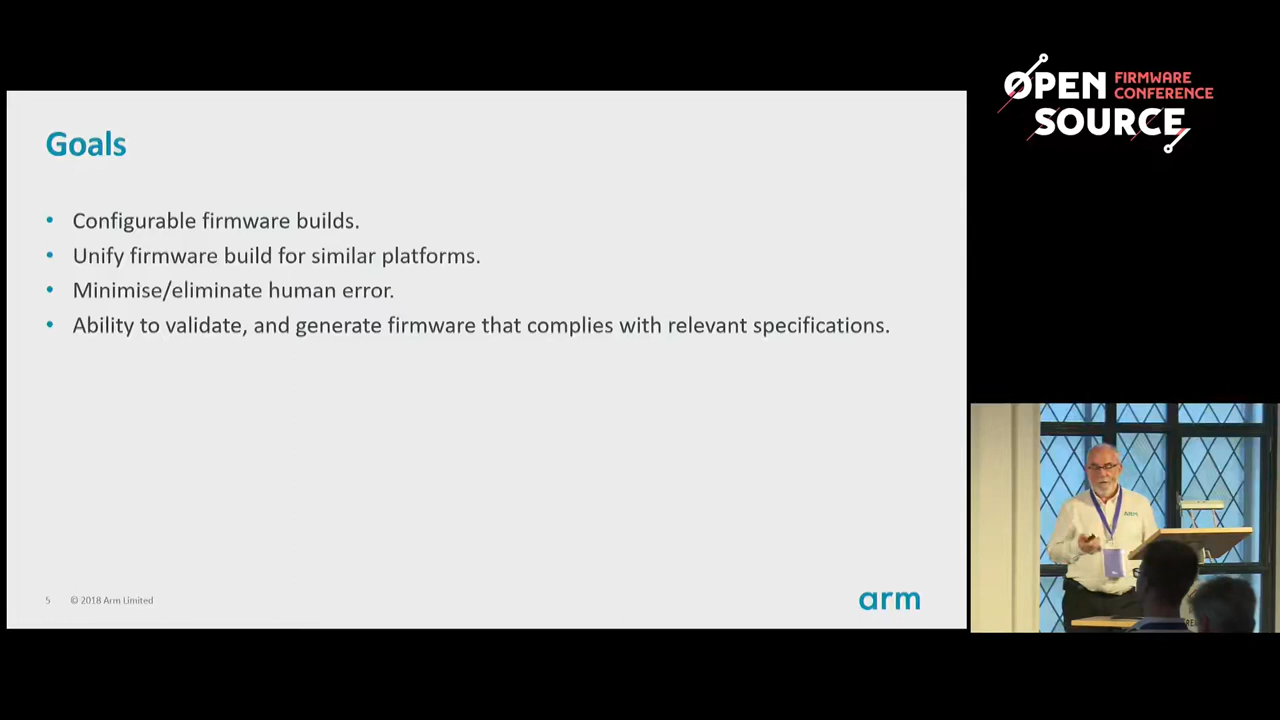 OPEN FIRMWARE
CONFERENCE
SOURCE
Goals
• Configurable firmware builds.
• Unify firmware build for similar platforms.
• Minimise/eliminate human error.
• Ability to validate, and generate firmware that complies with relevant specifications.
5 © 2018 Arm Limited
arm
ARM